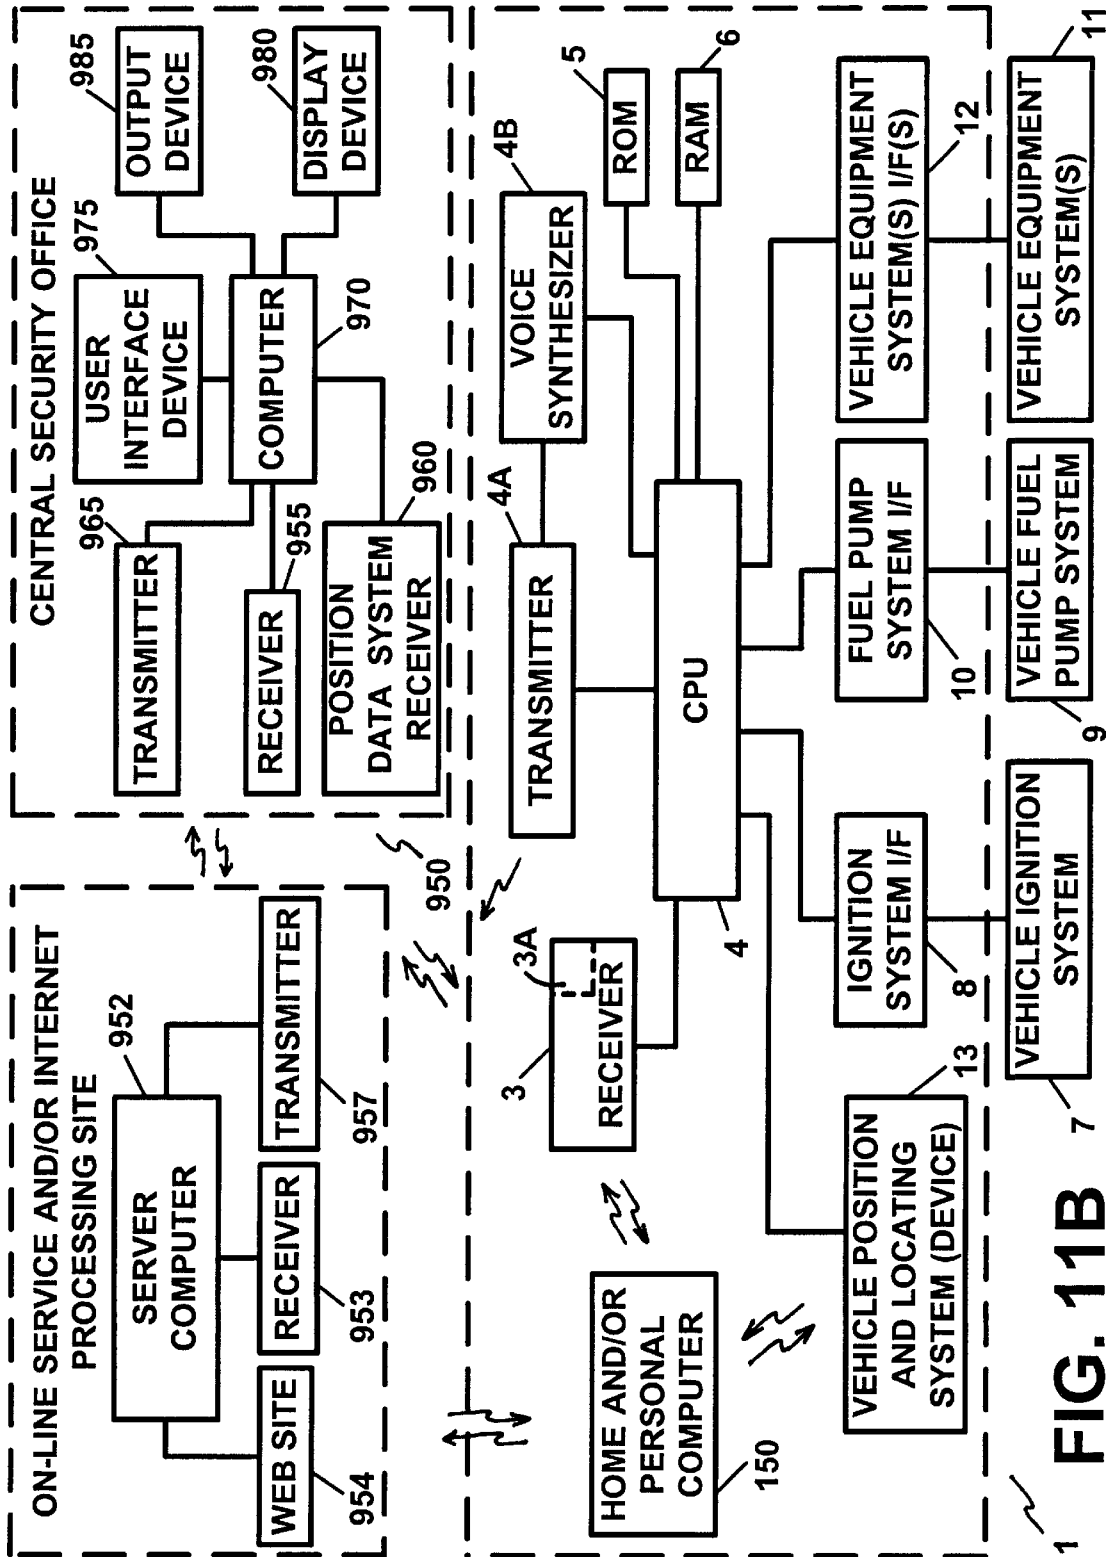 ON-LINE SERVICE AND/OR INTERNET
PROCESSING SITE
952
SERVER
COMPUTER
WEB SITE
954
RECEIVER
953
TRANSMITTER
957
CENTRAL SECURITY OFFICE
965
TRANSMITTER
975
USER
INTERFACE
DEVICE
985
OUTPUT
DEVICE
RECEIVER
955
COMPUTER
970
980
DISPLAY
DEVICE
POSITION
DATA SYSTEM
RECEIVER
960
950
3
3A
RECEIVER
4A
TRANSMITTER
4B
VOICE
SYNTHESIZER
5
ROM
6
RAM
HOME AND/OR
PERSONAL
COMPUTER
150
CPU
4
13
VEHICLE POSITION
AND LOCATING
SYSTEM (DEVICE)
IGNITION
SYSTEM I/F
8
FUEL PUMP
SYSTEM I/F
10
VEHICLE EQUIPMENT
SYSTEM(S) I/F(S)
12
7
VEHICLE IGNITION
SYSTEM
9
VEHICLE FUEL
PUMP SYSTEM
11
VEHICLE EQUIPMENT
SYSTEM(S)
1
FIG. 11B